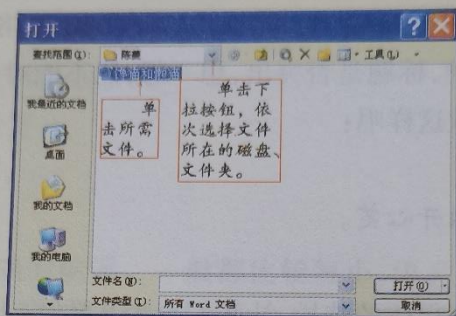 打开
查找范围(I):
陈晨
工具(L)
单
击所需
文件。
单击下
拉按钮，依
次选择文件
所在的磁盘、
文件夹。
我最近的文档
桌面
我的文档
我的电脑
文件名(N):
打开(O)
文件类型(T):
所有 Word 文档
取消